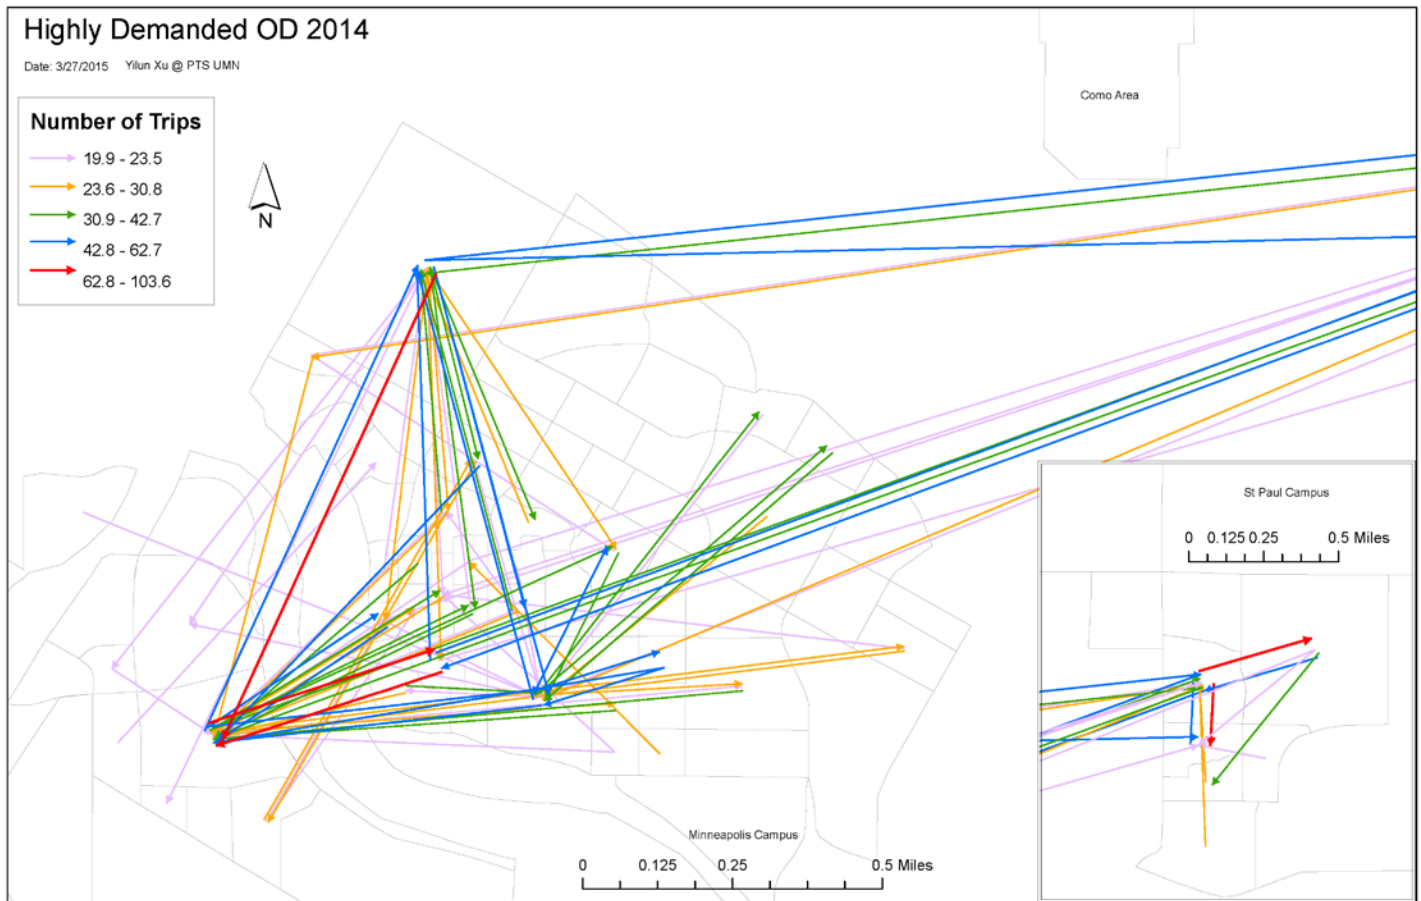 Highly Demanded OD 2014
Date: 3/27/2015 Yilun Xu @ PTS UMN
Number of Trips
19.9 - 23.5
23.6 - 30.8
30.9 - 42.7
42.8 - 62.7
62.8 - 103.6
N
Como Area
St Paul Campus
0 0.125 0.25 0.5 Miles
Minneapolis Campus
0 0.125 0.25 0.5 Miles